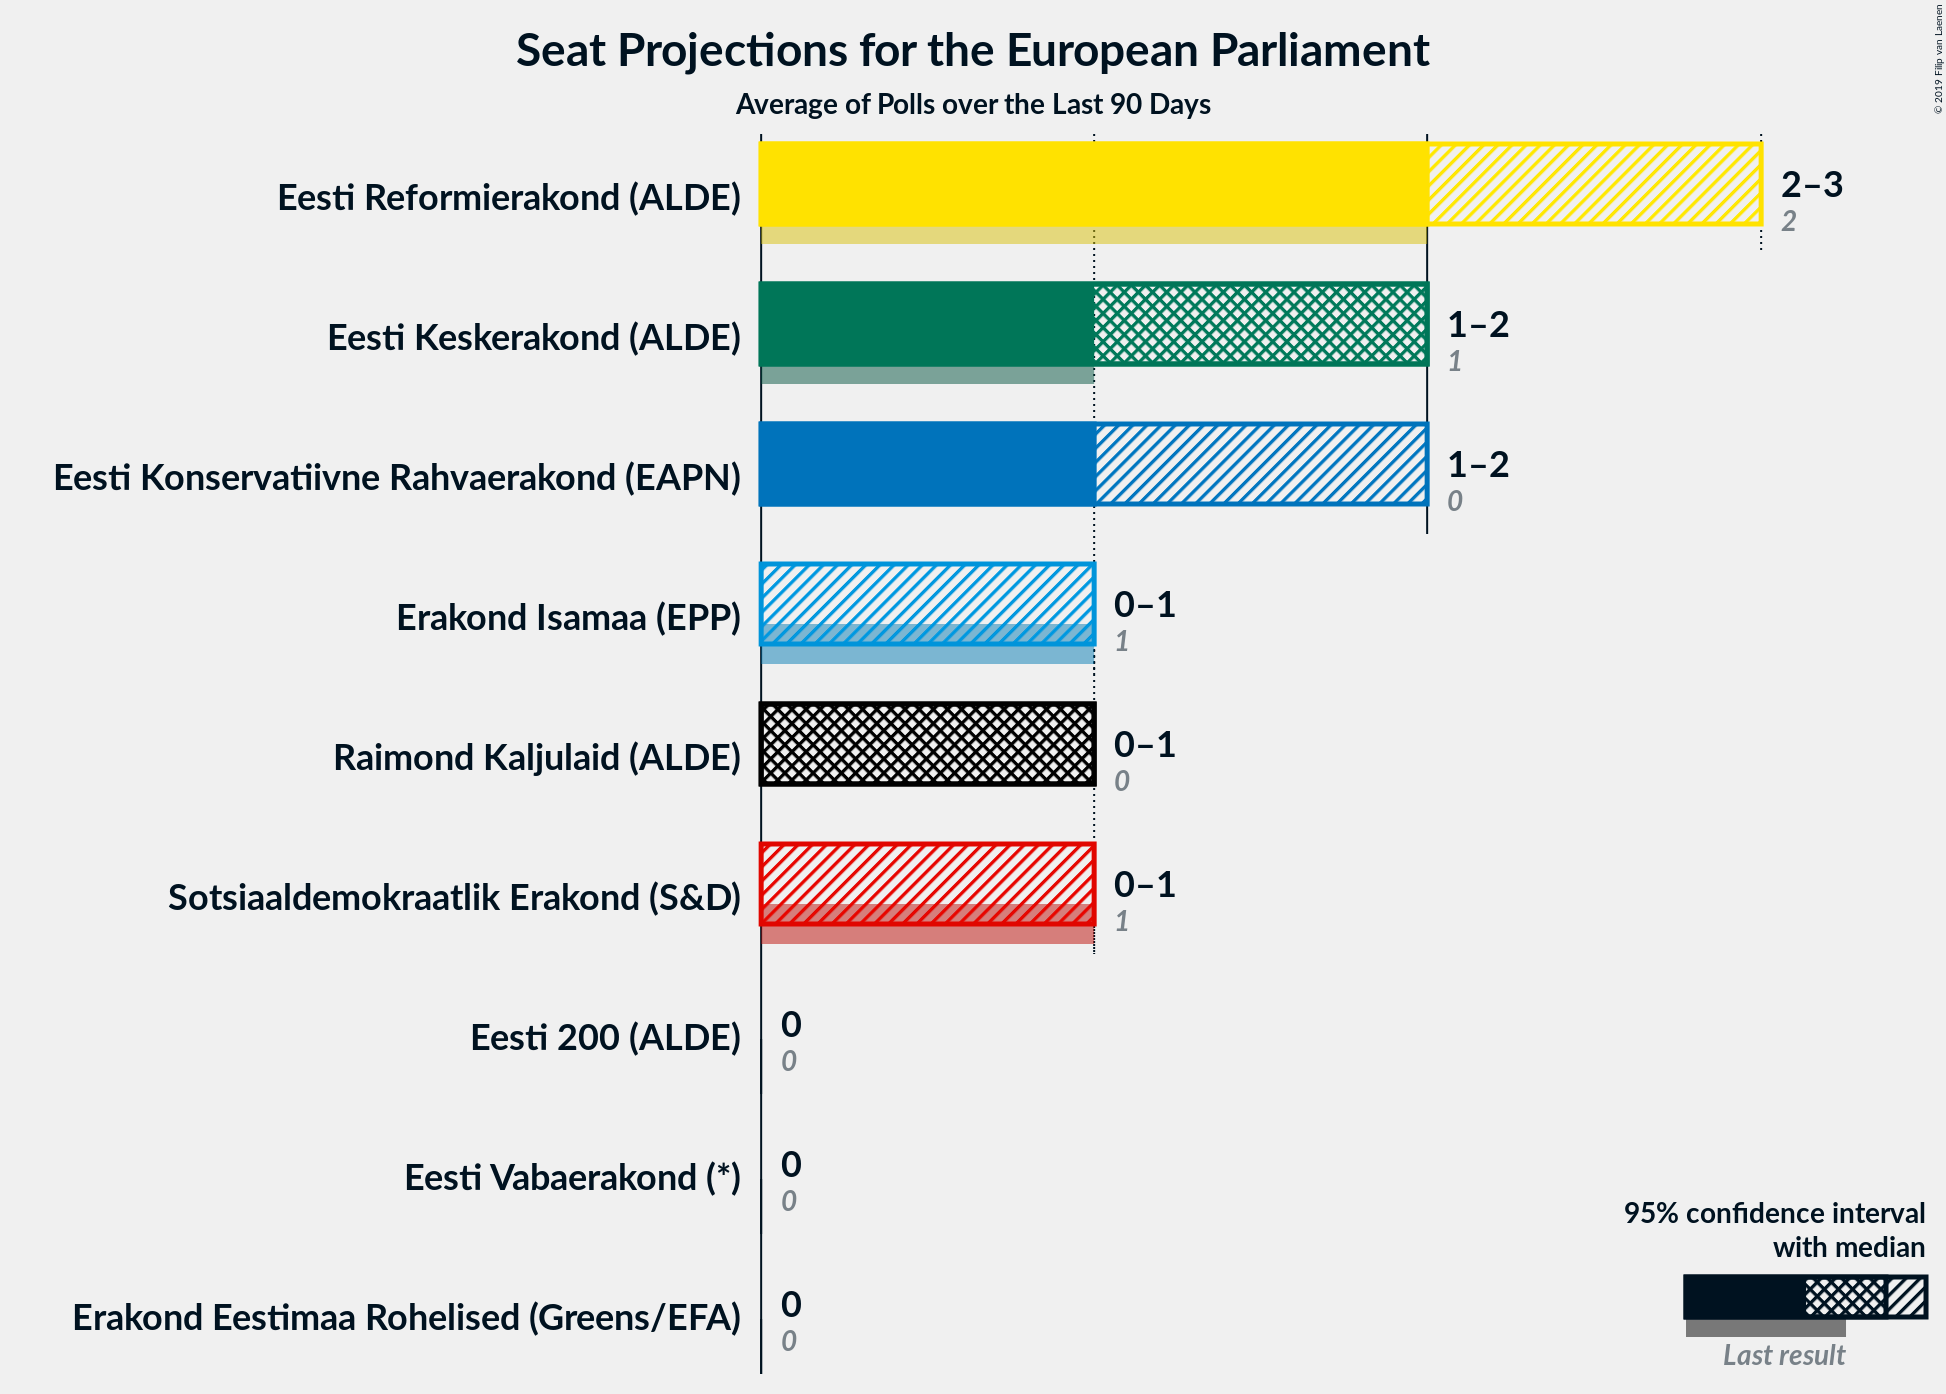 Seat Projections for the European Parliament
Average of Polls over the Last 90 Days
© 2019 Filip van Laenen
Eesti Reformierakond (ALDE)
2–3
2
Eesti Keskerakond (ALDE)
1–2
1
Eesti Konservatiivne Rahvaerakond (EAPN)
1–2
0
Erakond Isamaa (EPP)
0–1
1
Raimond Kaljulaid (ALDE)
0–1
0
Sotsiaaldemokraatlik Erakond (S&D)
0–1
1
Eesti 200 (ALDE)
0
0
Eesti Vabaerakond (*)
0
0
Erakond Eestimaa Rohelised (Greens/EFA)
0
0
95% confidence interval
with median
Last result